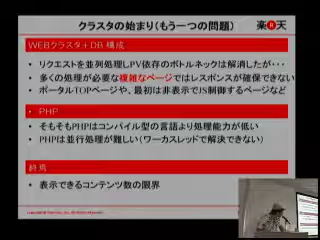 クラスタの始まり(もう一つの問題)
楽天
WEBクラスタ+DB 構成
• リクエストを並列処理しPV依存のボトルネックは解消したが・・・
• 多くの処理が必要な複雑なページではレスポンスが確保できない
• ポータルTOPページや、最初は非表示でJS制御するページなど
• PHP
• そもそもPHPはコンパイル型の言語より処理能力が低い
• PHPは並行処理が難しい(ワーカスレッドで解決できない)
• 表示できるコンテンツ数の限界